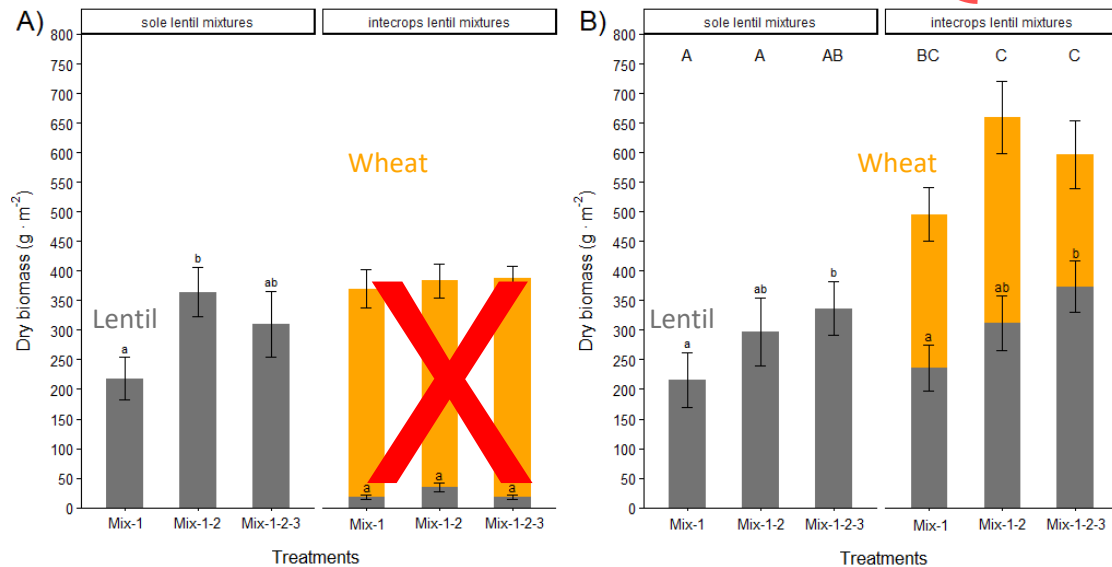 A)
sole lentil mixtures
intecrops lentil mixtures
800
750
700
650
600
550
500
450
400
350
300
250
200
150
100
50
0
Dry biomass (g · m⁻²)
Wheat
Lentil
a
b
ab
a
a
a
Mix-1
Mix-1-2
Mix-1-2-3
Mix-1
Mix-1-2
Mix-1-2-3
Treatments
B)
sole lentil mixtures
intecrops lentil mixtures
A
A
AB
BC
C
C
800
750
700
650
600
550
500
450
400
350
300
250
200
150
100
50
0
Dry biomass (g · m⁻²)
Wheat
Lentil
a
ab
b
a
ab
b
Mix-1
Mix-1-2
Mix-1-2-3
Mix-1
Mix-1-2
Mix-1-2-3
Treatments